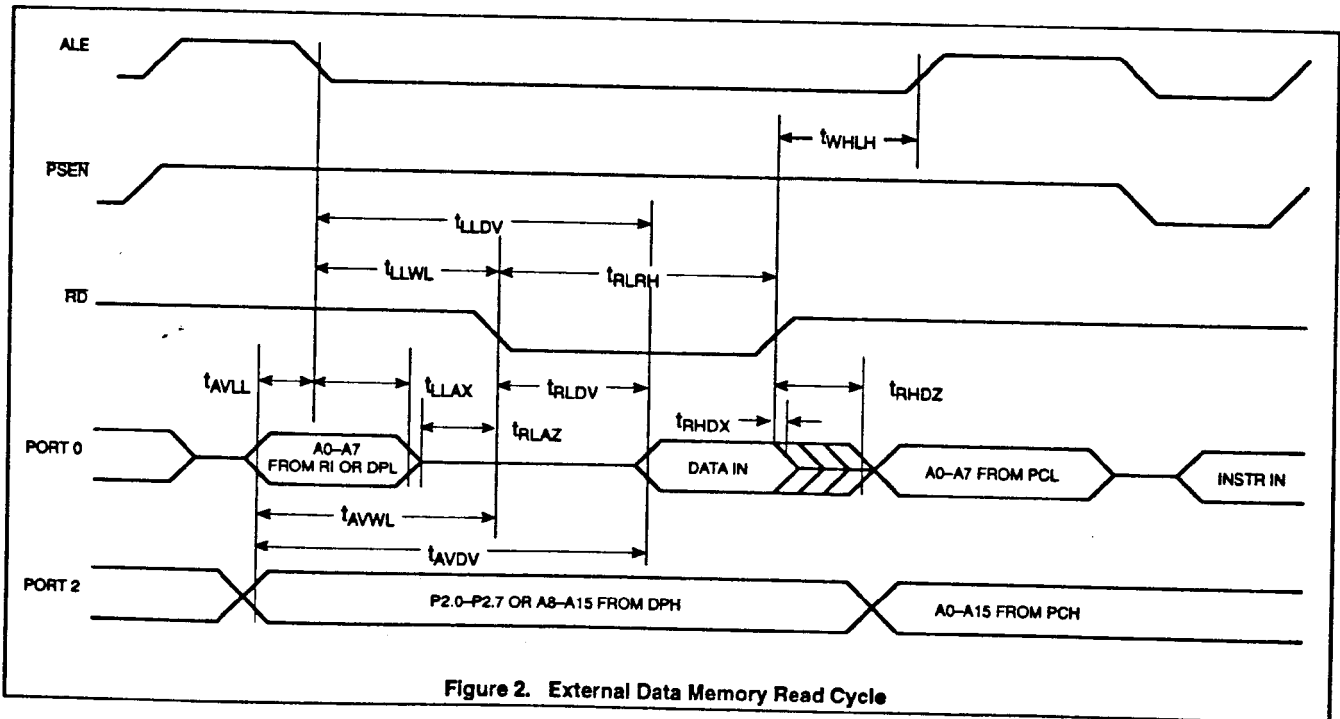 ALE
tWHLH
PSEN
tLLDV
tLLWL
tRLRH
RD
tAVLL
tLLAX
tRLDV
tRHDZ
tRHDX
tRLAZ
PORT 0
A0–A7
FROM RI OR DPL
DATA IN
A0–A7 FROM PCL
INSTR IN
tAVWL
tAVDV
PORT 2
P2.0–P2.7 OR A8–A15 FROM DPH
A0–A15 FROM PCH
Figure 2. External Data Memory Read Cycle